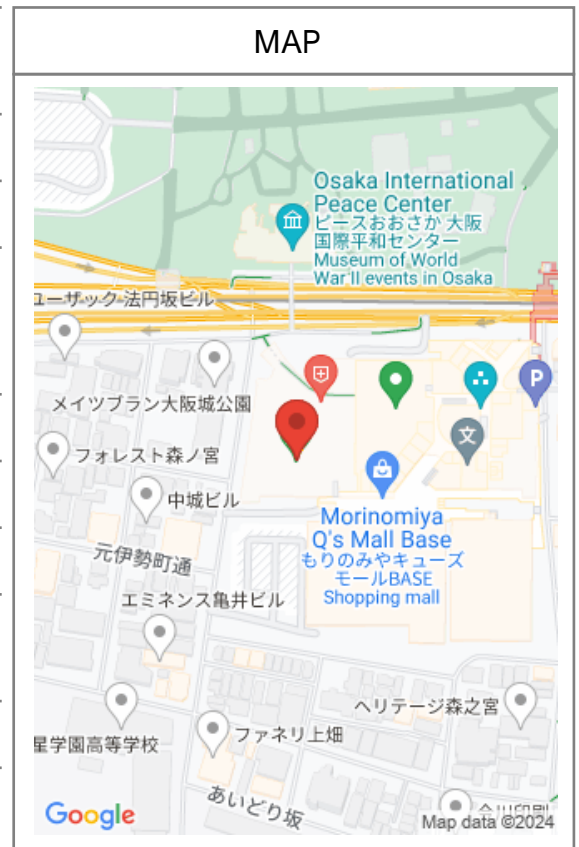 MAP
Osaka International
Peace Center
ピースおおさか 大阪
国際平和センター
Museum of World
War II events in Osaka
ユーザック 法円坂ビル
P
メイツブラン大阪城公園
文
フォレスト森ノ宮
中城ビル
Morinomiya
Q's Mall Base
もりのみやキューズ
モールBASE
Shopping mall
元伊勢町通
エミネンス亀井ビル
ヘリテージ森之宮
星学園高等学校
ファネリ上畑
あいどり坂
Google
Map data ©2024